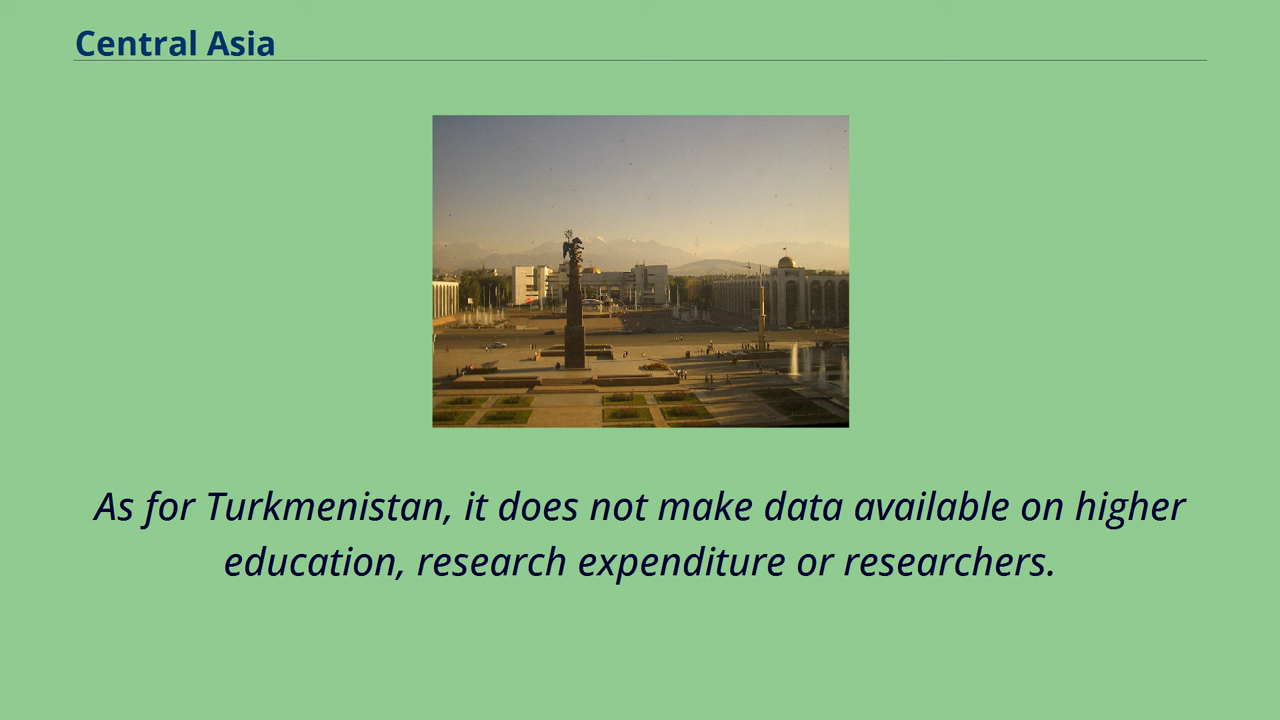 Central Asia
As for Turkmenistan, it does not make data available on higher
education, research expenditure or researchers.